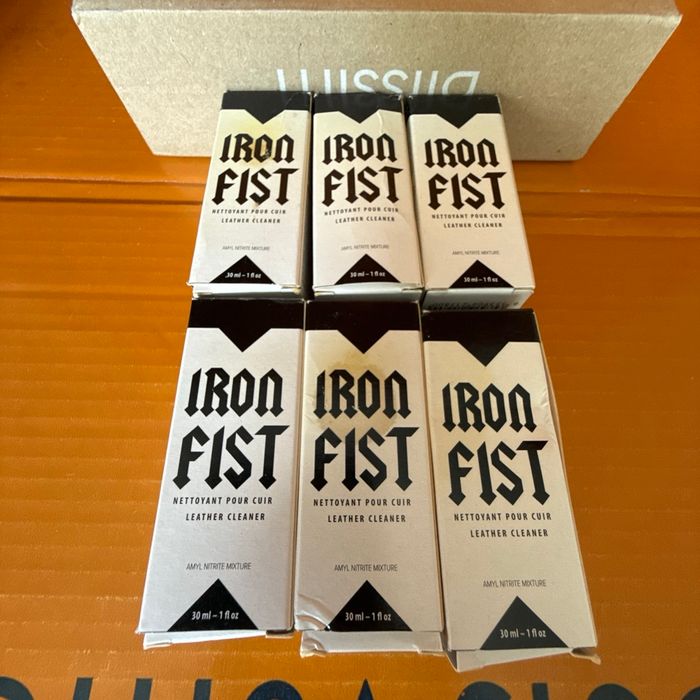 IRON
FIST
NETTOYANT POUR CUIR
LEATHER CLEANER
AMYL NITRITE MIXTURE
30 ml – 1 fl oz
IRON
FIST
NETTOYANT POUR CUIR
LEATHER CLEANER
AMYL NITRITE MIXTURE
30 ml – 1 fl oz
IRON
FIST
NETTOYANT POUR CUIR
LEATHER CLEANER
AMYL NITRITE MIXTURE
30 ml – 1 fl oz
IRON
FIST
NETTOYANT POUR CUIR
LEATHER CLEANER
AMYL NITRITE MIXTURE
30 ml – 1 fl oz
IRON
FIST
NETTOYANT POUR CUIR
LEATHER CLEANER
AMYL NITRITE MIXTURE
30 ml – 1 fl oz
IRON
FIST
NETTOYANT POUR CUIR
LEATHER CLEANER
AMYL NITRITE MIXTURE
30 ml – 1 fl oz